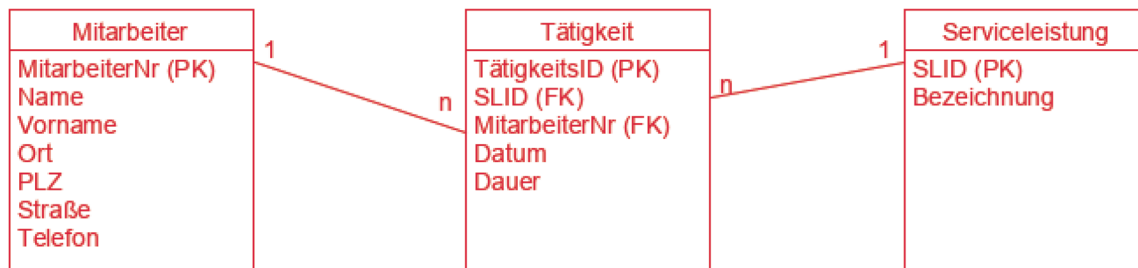 Mitarbeiter
MitarbeiterNr (PK)
Name
Vorname
Ort
PLZ
Straße
Telefon
1
n
Tätigkeit
TätigkeitsID (PK)
SLID (FK)
MitarbeiterNr (FK)
Datum
Dauer
n
1
Serviceleistung
SLID (PK)
Bezeichnung